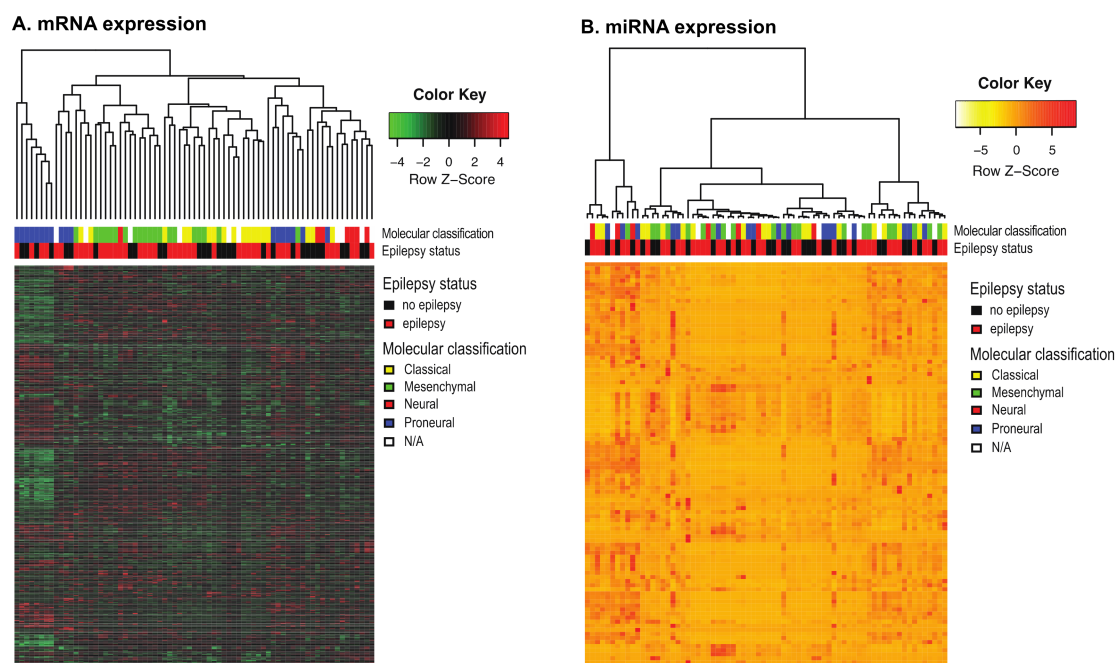 A. mRNA expression
Color Key
−4 −2 0 2 4
Row Z−Score
Molecular classification
Epilepsy status
Epilepsy status
no epilepsy
epilepsy
Molecular classification
Classical
Mesenchymal
Neural
Proneural
N/A
B. miRNA expression
Color Key
−5 0 5
Row Z−Score
Molecular classification
Epilepsy status
Epilepsy status
no epilepsy
epilepsy
Molecular classification
Classical
Mesenchymal
Neural
Proneural
N/A